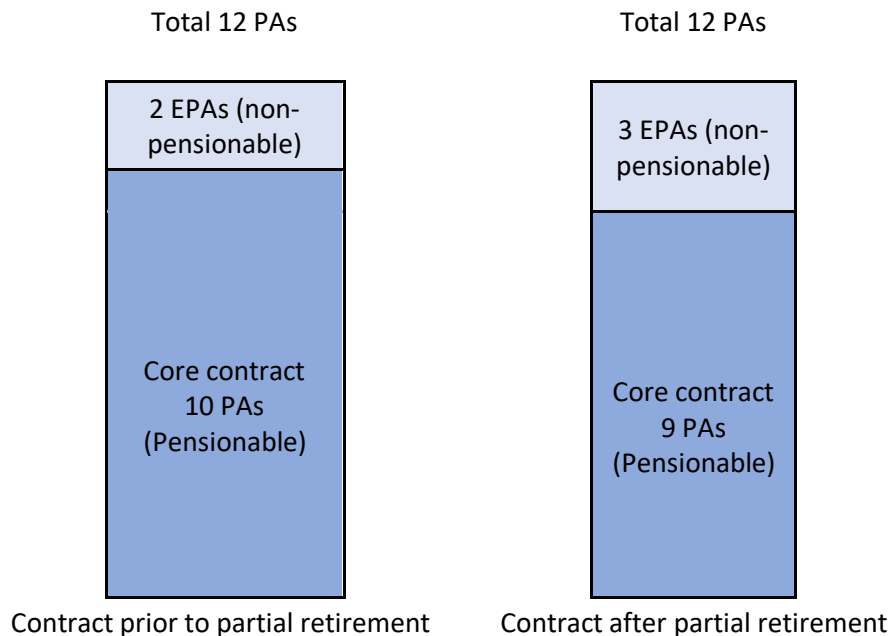 Total 12 PAs
2 EPAs (non-
pensionable)
Core contract
10 PAs
(Pensionable)
Contract prior to partial retirement
Total 12 PAs
3 EPAs (non-
pensionable)
Core contract
9 PAs
(Pensionable)
Contract after partial retirement